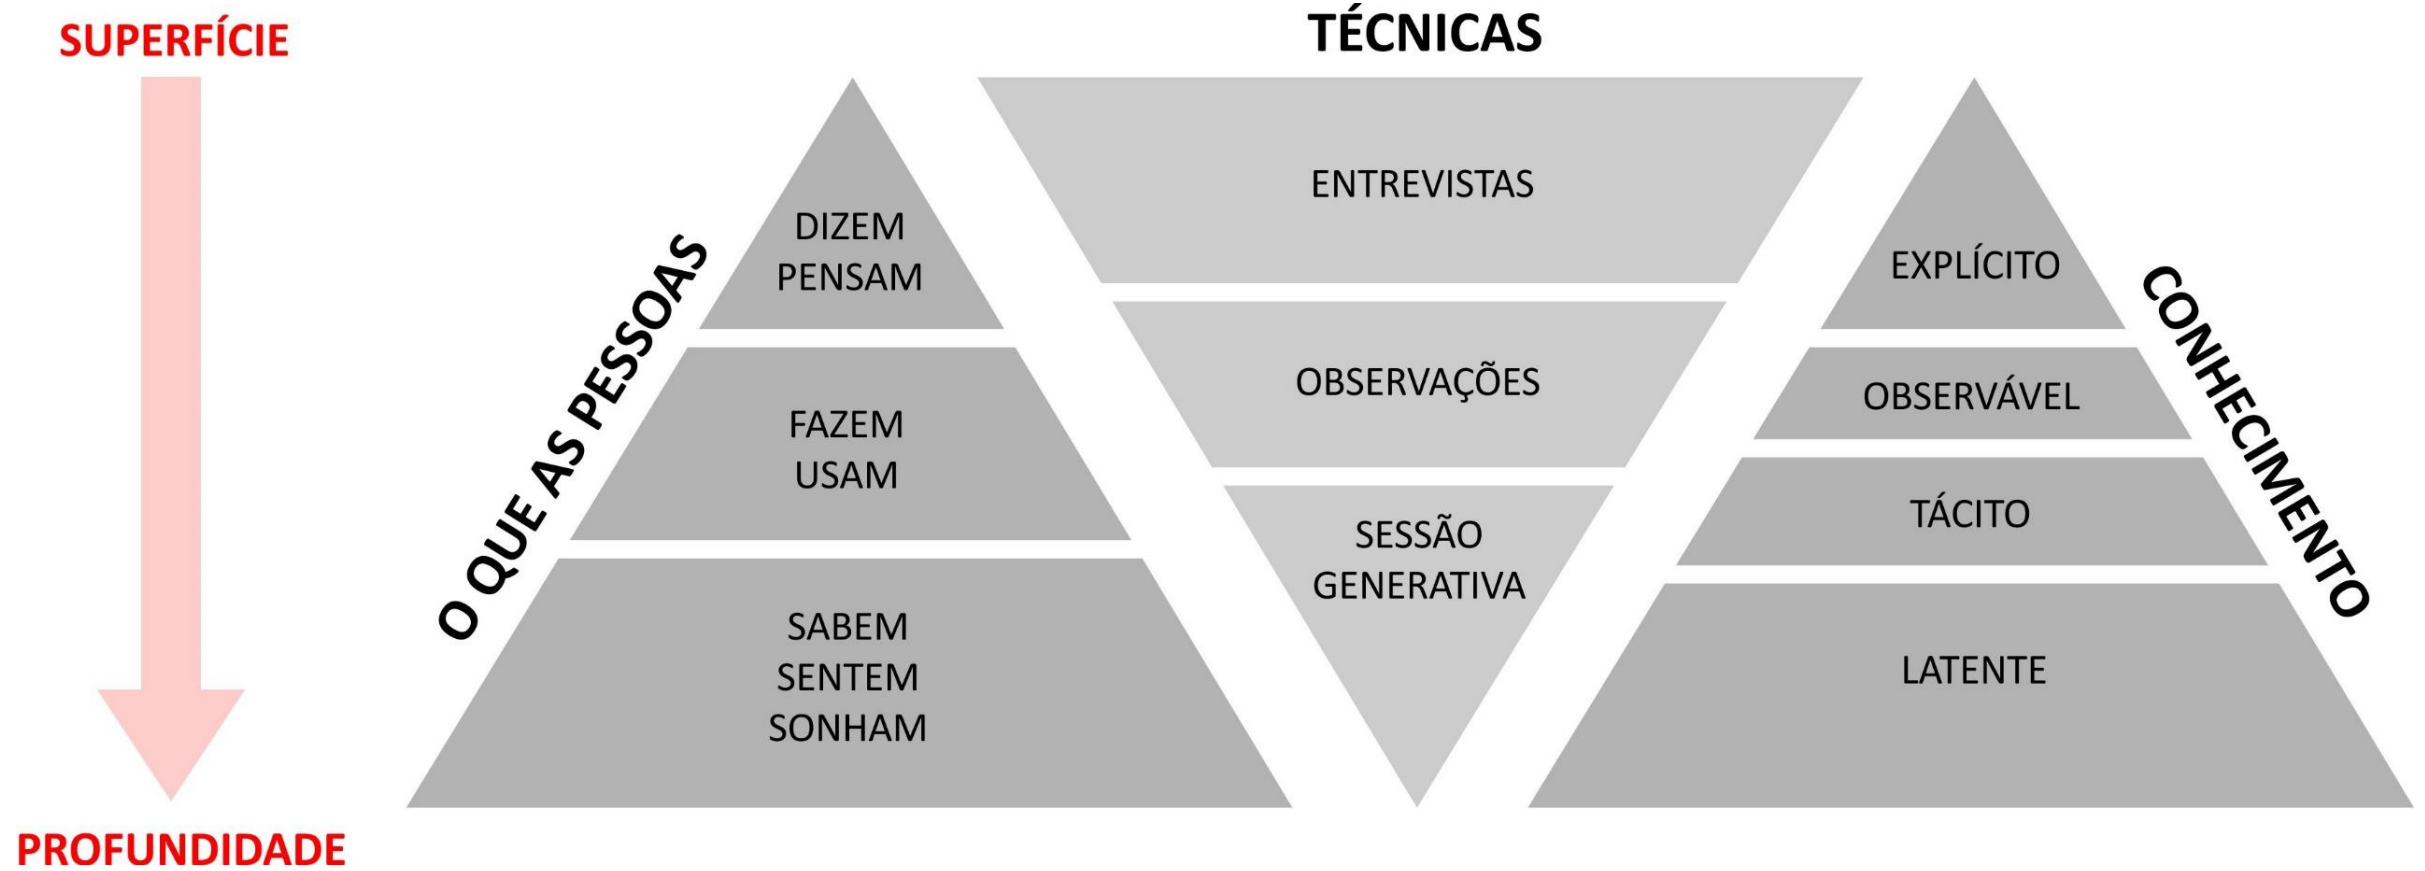 SUPERFÍCIE
PROFUNDIDADE
O QUE AS PESSOAS
DIZEM
PENSAM
FAZEM
USAM
SABEM
SENTEM
SONHAM
TÉCNICAS
ENTREVISTAS
OBSERVAÇÕES
SESSÃO
GENERATIVA
EXPLÍCITO
OBSERVÁVEL
TÁCITO
LATENTE
CONHECIMENTO